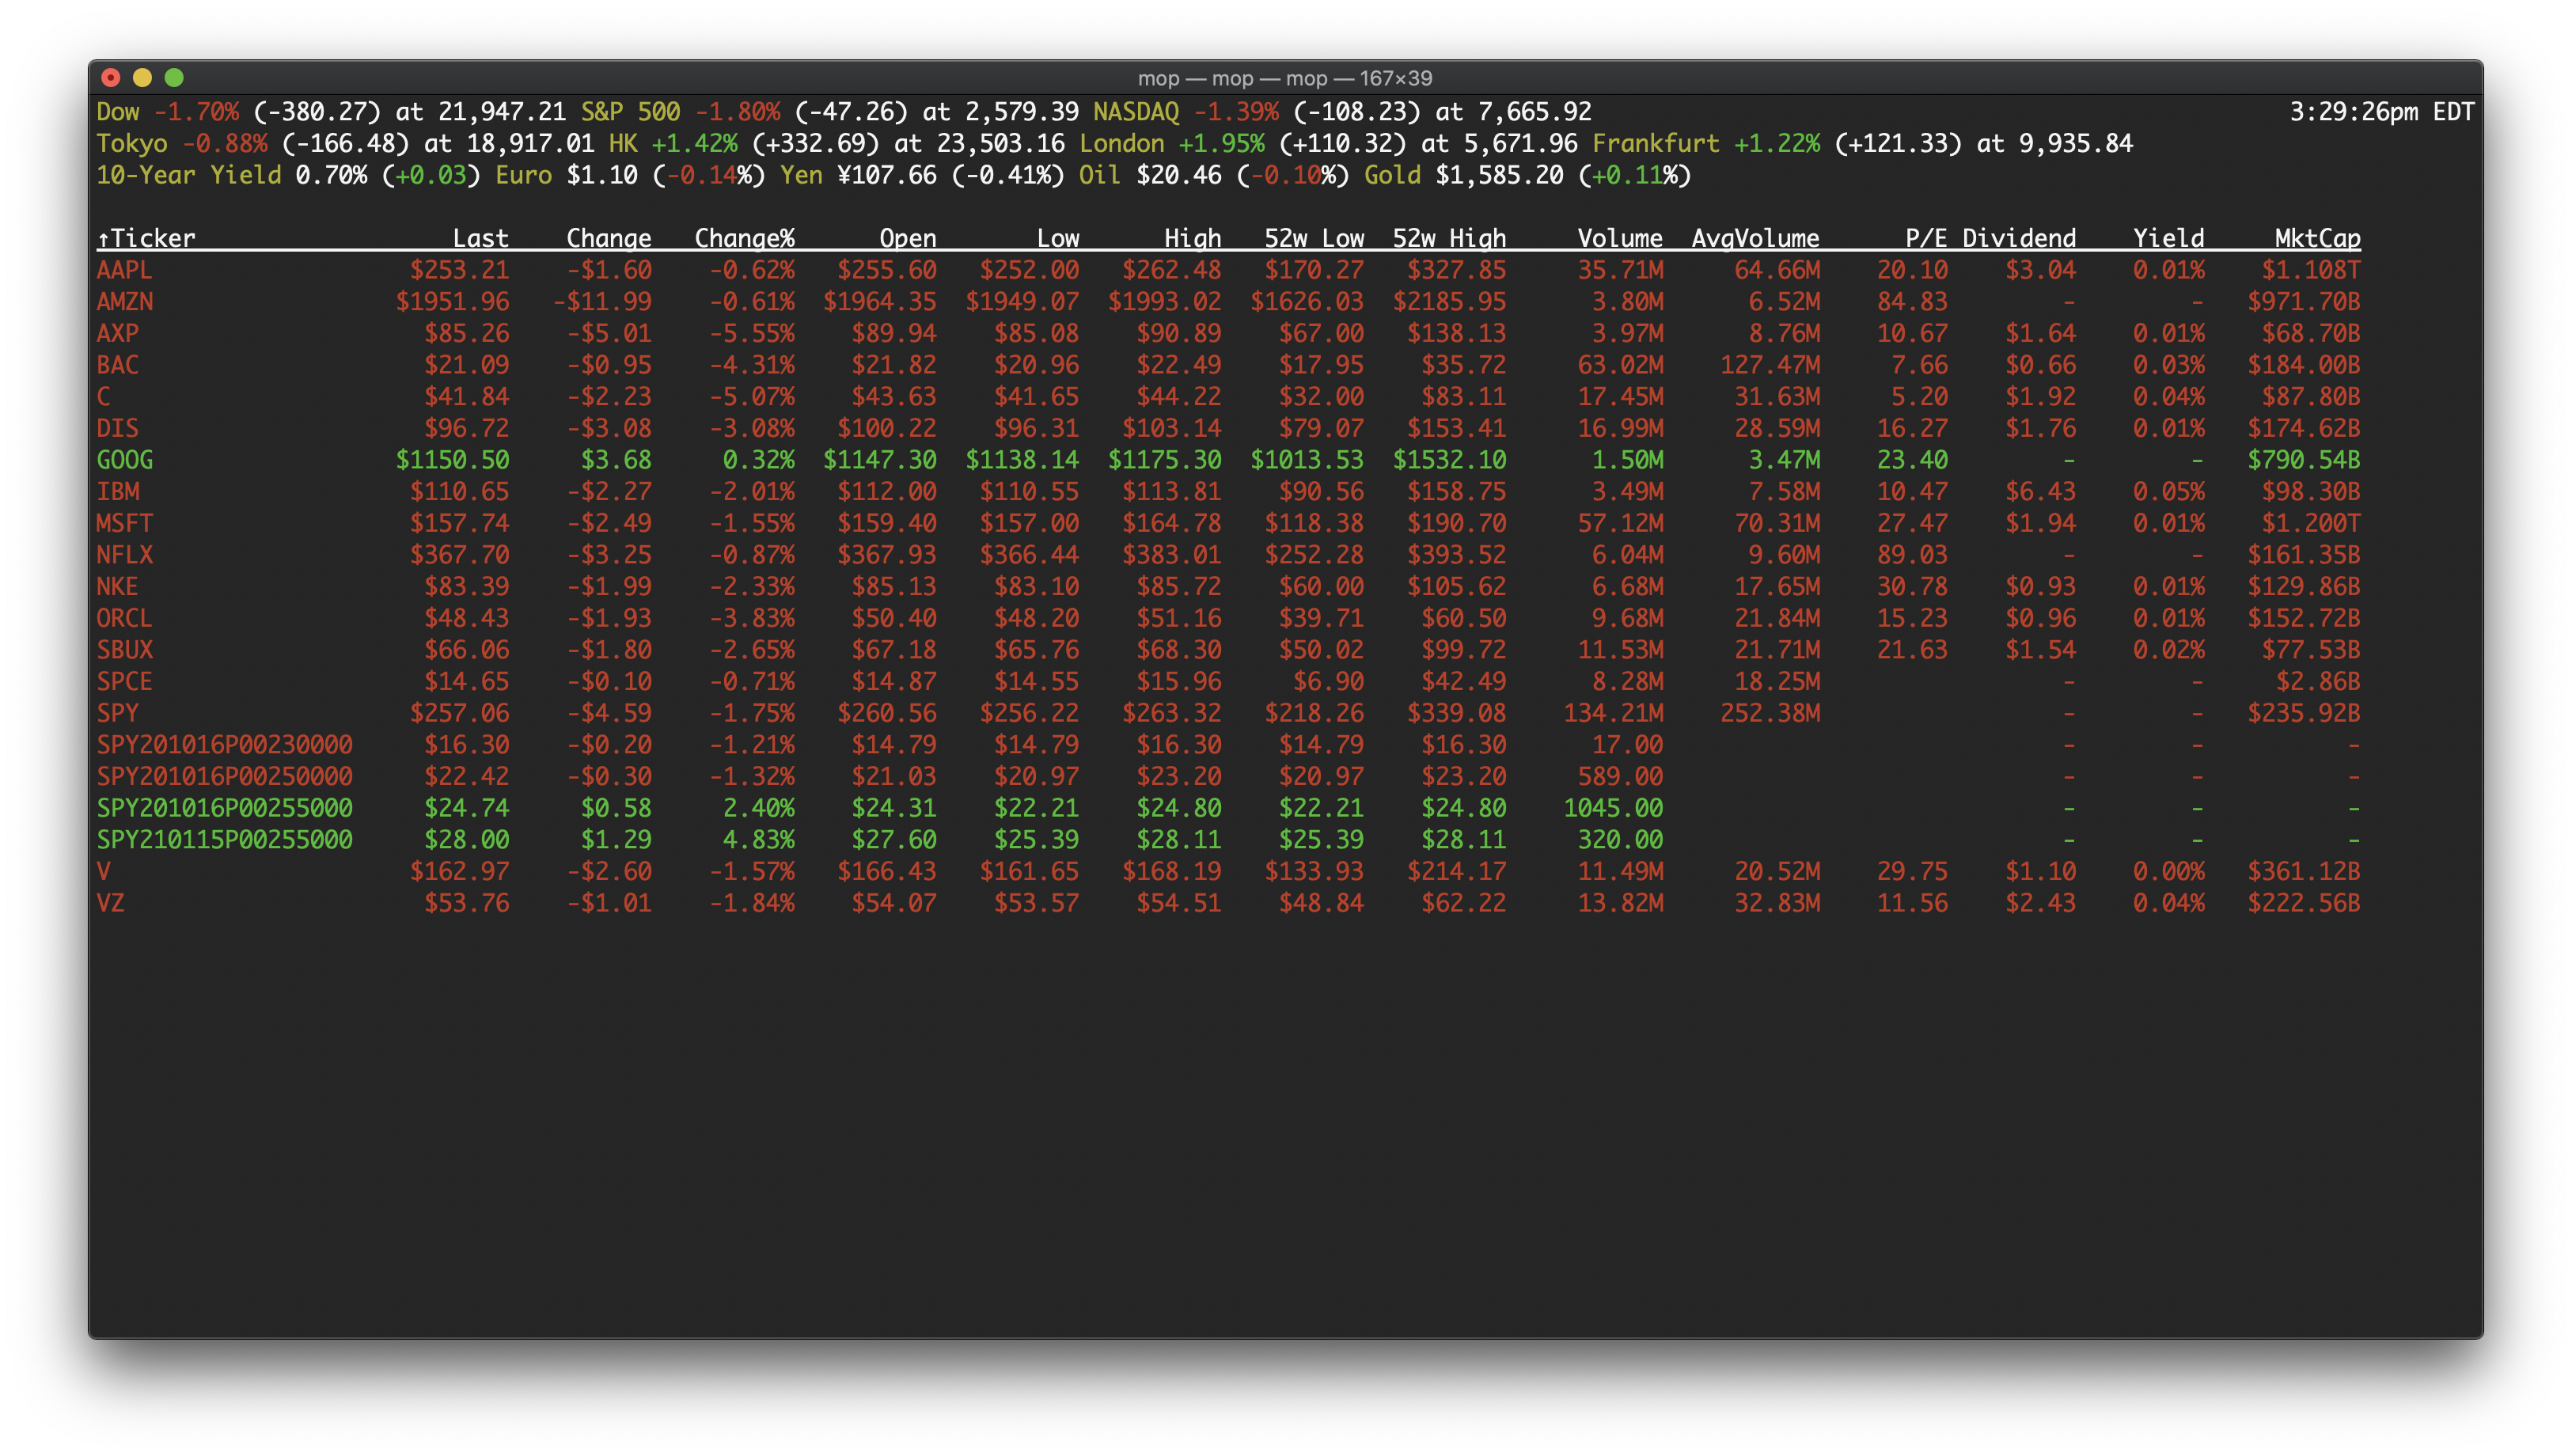 mop — mop — mop — 167×39
Dow -1.70% (-380.27) at 21,947.21 S&P 500 -1.80% (-47.26) at 2,579.39 NASDAQ -1.39% (-108.23) at 7,665.92 3:29:26pm EDT
Tokyo -0.88% (-166.48) at 18,917.01 HK +1.42% (+332.69) at 23,503.16 London +1.95% (+110.32) at 5,671.96 Frankfurt +1.22% (+121.33) at 9,935.84
10-Year Yield 0.70% (+0.03) Euro $1.10 (-0.14%) Yen ¥107.66 (-0.41%) Oil $20.46 (-0.10%) Gold $1,585.20 (+0.11%)
↑Ticker Last Change Change% Open Low High 52w Low 52w High Volume AvgVolume P/E Dividend Yield MktCap
AAPL $253.21 -$1.60 -0.62% $255.60 $252.00 $262.48 $170.27 $327.85 35.71M 64.66M 20.10 $3.04 0.01% $1.108T
AMZN $1951.96 -$11.99 -0.61% $1964.35 $1949.07 $1993.02 $1626.03 $2185.95 3.80M 6.52M 84.83 - - $971.70B
AXP $85.26 -$5.01 -5.55% $89.94 $85.08 $90.89 $67.00 $138.13 3.97M 8.76M 10.67 $1.64 0.01% $68.70B
BAC $21.09 -$0.95 -4.31% $21.82 $20.96 $22.49 $17.95 $35.72 63.02M 127.47M 7.66 $0.66 0.03% $184.00B
C $41.84 -$2.23 -5.07% $43.63 $41.65 $44.22 $32.00 $83.11 17.45M 31.63M 5.20 $1.92 0.04% $87.80B
DIS $96.72 -$3.08 -3.08% $100.22 $96.31 $103.14 $79.07 $153.41 16.99M 28.59M 16.27 $1.76 0.01% $174.62B
GOOG $1150.50 $3.68 0.32% $1147.30 $1138.14 $1175.30 $1013.53 $1532.10 1.50M 3.47M 23.40 - - $790.54B
IBM $110.65 -$2.27 -2.01% $112.00 $110.55 $113.81 $90.56 $158.75 3.49M 7.58M 10.47 $6.43 0.05% $98.30B
MSFT $157.74 -$2.49 -1.55% $159.40 $157.00 $164.78 $118.38 $190.70 57.12M 70.31M 27.47 $1.94 0.01% $1.200T
NFLX $367.70 -$3.25 -0.87% $367.93 $366.44 $383.01 $252.28 $393.52 6.04M 9.60M 89.03 - - $161.35B
NKE $83.39 -$1.99 -2.33% $85.13 $83.10 $85.72 $60.00 $105.62 6.68M 17.65M 30.78 $0.93 0.01% $129.86B
ORCL $48.43 -$1.93 -3.83% $50.40 $48.20 $51.16 $39.71 $60.50 9.68M 21.84M 15.23 $0.96 0.01% $152.72B
SBUX $66.06 -$1.80 -2.65% $67.18 $65.76 $68.30 $50.02 $99.72 11.53M 21.71M 21.63 $1.54 0.02% $77.53B
SPCE $14.65 -$0.10 -0.71% $14.87 $14.55 $15.96 $6.90 $42.49 8.28M 18.25M - - $2.86B
SPY $257.06 -$4.59 -1.75% $260.56 $256.22 $263.32 $218.26 $339.08 134.21M 252.38M - - $235.92B
SPY201016P00230000 $16.30 -$0.20 -1.21% $14.79 $14.79 $16.30 $14.79 $16.30 17.00 - - -
SPY201016P00250000 $22.42 -$0.30 -1.32% $21.03 $20.97 $23.20 $20.97 $23.20 589.00 - - -
SPY201016P00255000 $24.74 $0.58 2.40% $24.31 $22.21 $24.80 $22.21 $24.80 1045.00 - - -
SPY210115P00255000 $28.00 $1.29 4.83% $27.60 $25.39 $28.11 $25.39 $28.11 320.00 - - -
V $162.97 -$2.60 -1.57% $166.43 $161.65 $168.19 $133.93 $214.17 11.49M 20.52M 29.75 $1.10 0.00% $361.12B
VZ $53.76 -$1.01 -1.84% $54.07 $53.57 $54.51 $48.84 $62.22 13.82M 32.83M 11.56 $2.43 0.04% $222.56B